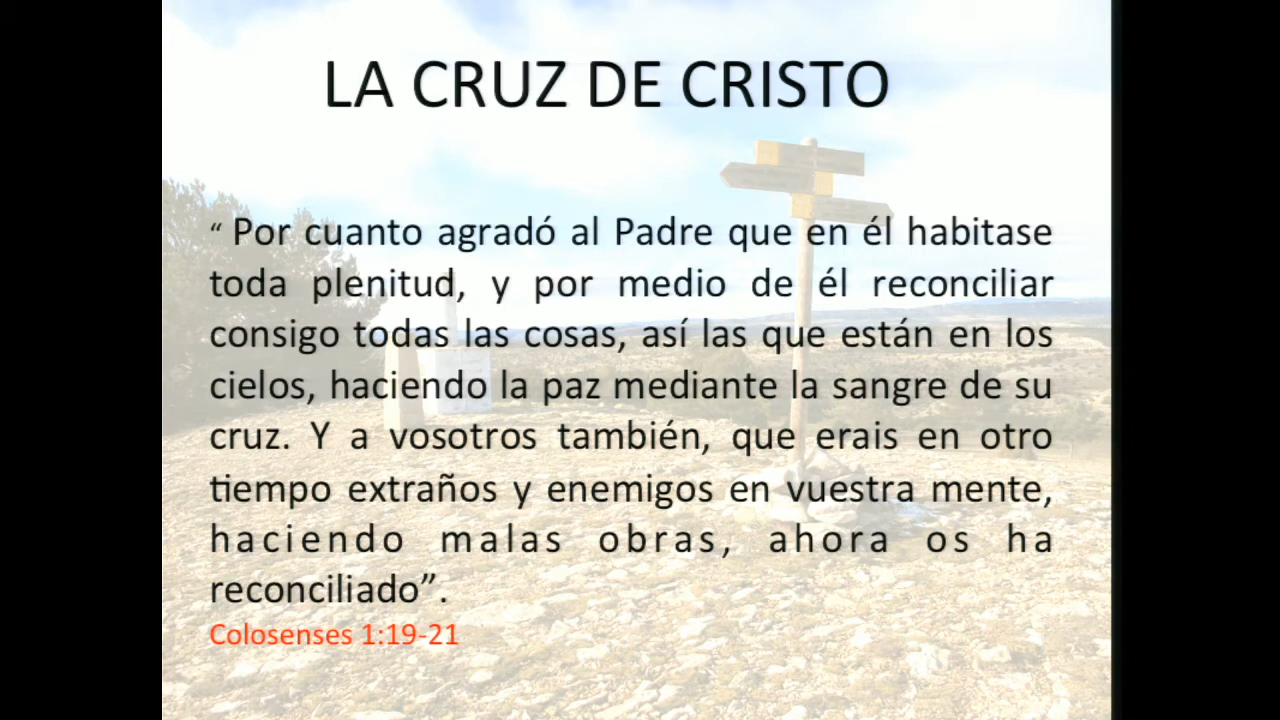 LA CRUZ DE CRISTO
“ Por cuanto agradó al Padre que en él habitase
toda plenitud, y por medio de él reconciliar
consigo todas las cosas, así las que están en los
cielos, haciendo la paz mediante la sangre de su
cruz. Y a vosotros también, que erais en otro
tiempo extraños y enemigos en vuestra mente,
haciendo malas obras, ahora os ha
reconciliado”.
Colosenses 1:19-21